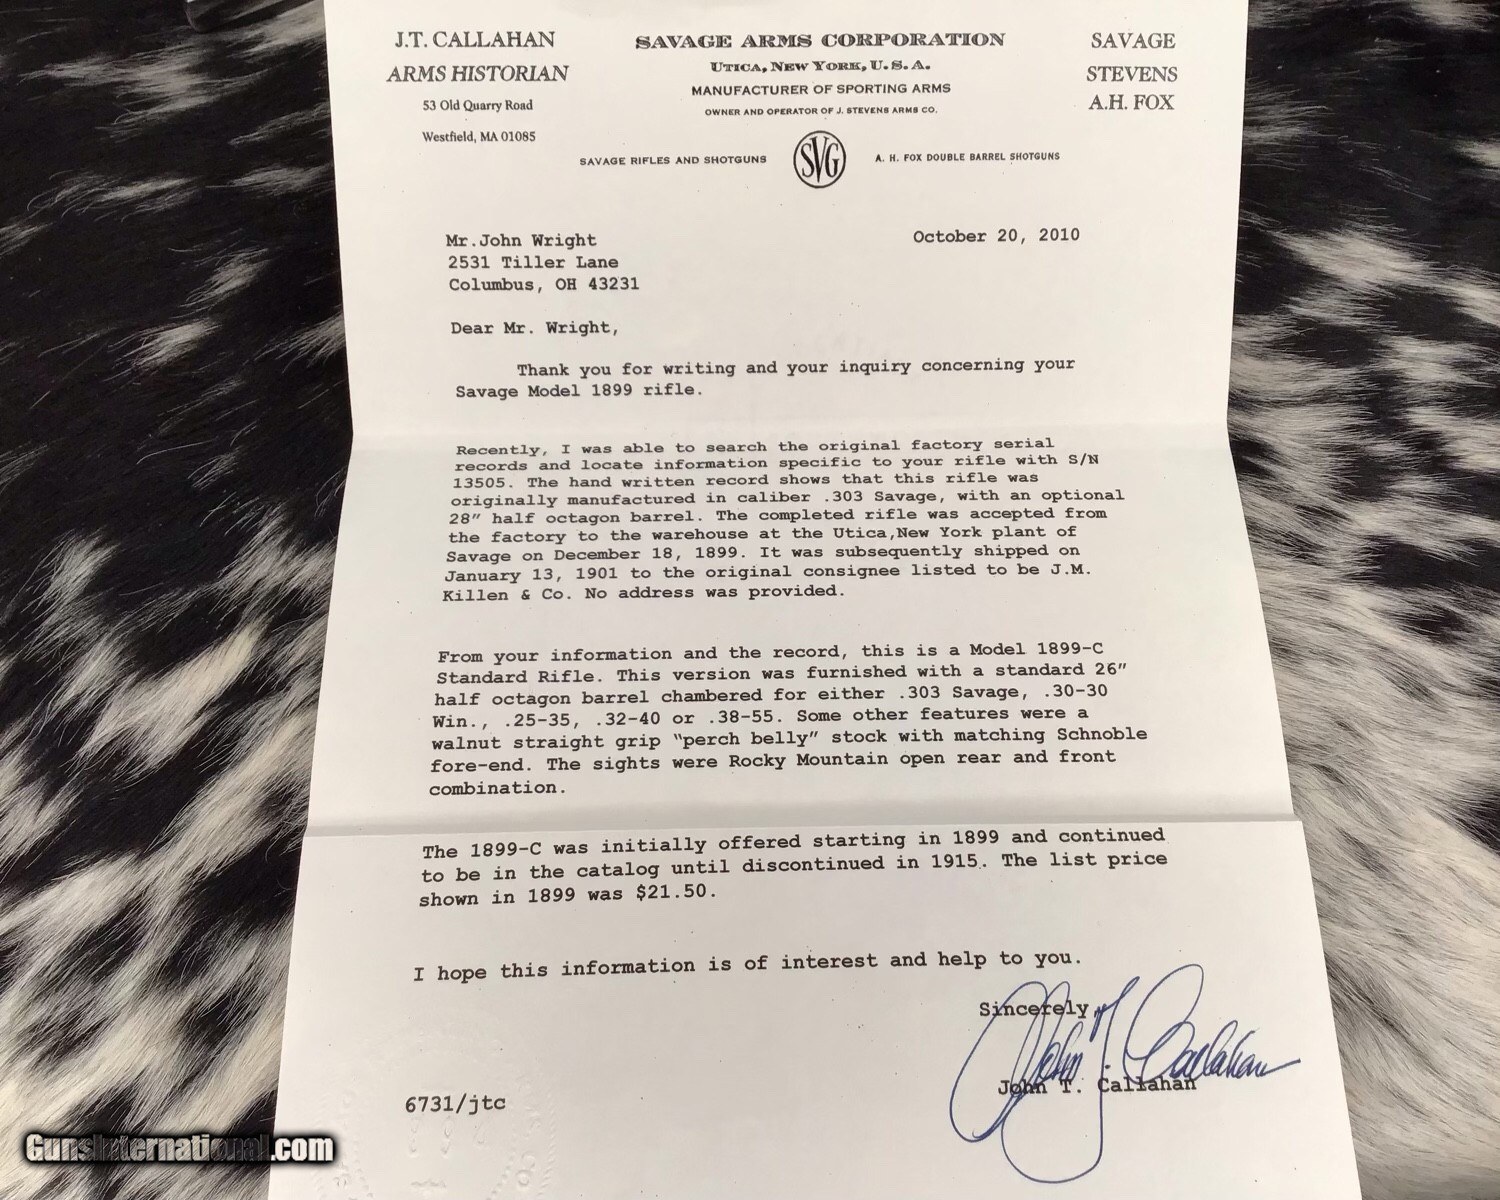 J.T. CALLAHAN
ARMS HISTORIAN
53 Old Quarry Road
Westfield, MA 01085
SAVAGE ARMS CORPORATION
UTICA, NEW YORK, U.S.A.
MANUFACTURER OF SPORTING ARMS
OWNER AND OPERATOR OF J. STEVENS ARMS CO.
SAVAGE RIFLES AND SHOTGUNS
SVG
A. H. FOX DOUBLE BARREL SHOTGUNS
SAVAGE
STEVENS
A.H. FOX
October 20, 2010
Mr.John Wright
2531 Tiller Lane
Columbus, OH 43231
Dear Mr. Wright,
Thank you for writing and your inquiry concerning your
Savage Model 1899 rifle.
Recently, I was able to search the original factory serial
records and locate information specific to your rifle with S/N
13505. The hand written record shows that this rifle was
originally manufactured in caliber .303 Savage, with an optional
28" half octagon barrel. The completed rifle was accepted from
the factory to the warehouse at the Utica,New York plant of
Savage on December 18, 1899. It was subsequently shipped on
January 13, 1901 to the original consignee listed to be J.M.
Killen & Co. No address was provided.
From your information and the record, this is a Model 1899-C
Standard Rifle. This version was furnished with a standard 26"
half octagon barrel chambered for either .303 Savage, .30-30
Win., .25-35, .32-40 or .38-55. Some other features were a
walnut straight grip "perch belly" stock with matching Schnoble
fore-end. The sights were Rocky Mountain open rear and front
combination.
The 1899-C was initially offered starting in 1899 and continued
to be in the catalog until discontinued in 1915. The list price
shown in 1899 was $21.50.
I hope this information is of interest and help to you.
Sincerely,
John T. Callahan
John T. Callahan
6731/jtc
GunsInternational.com